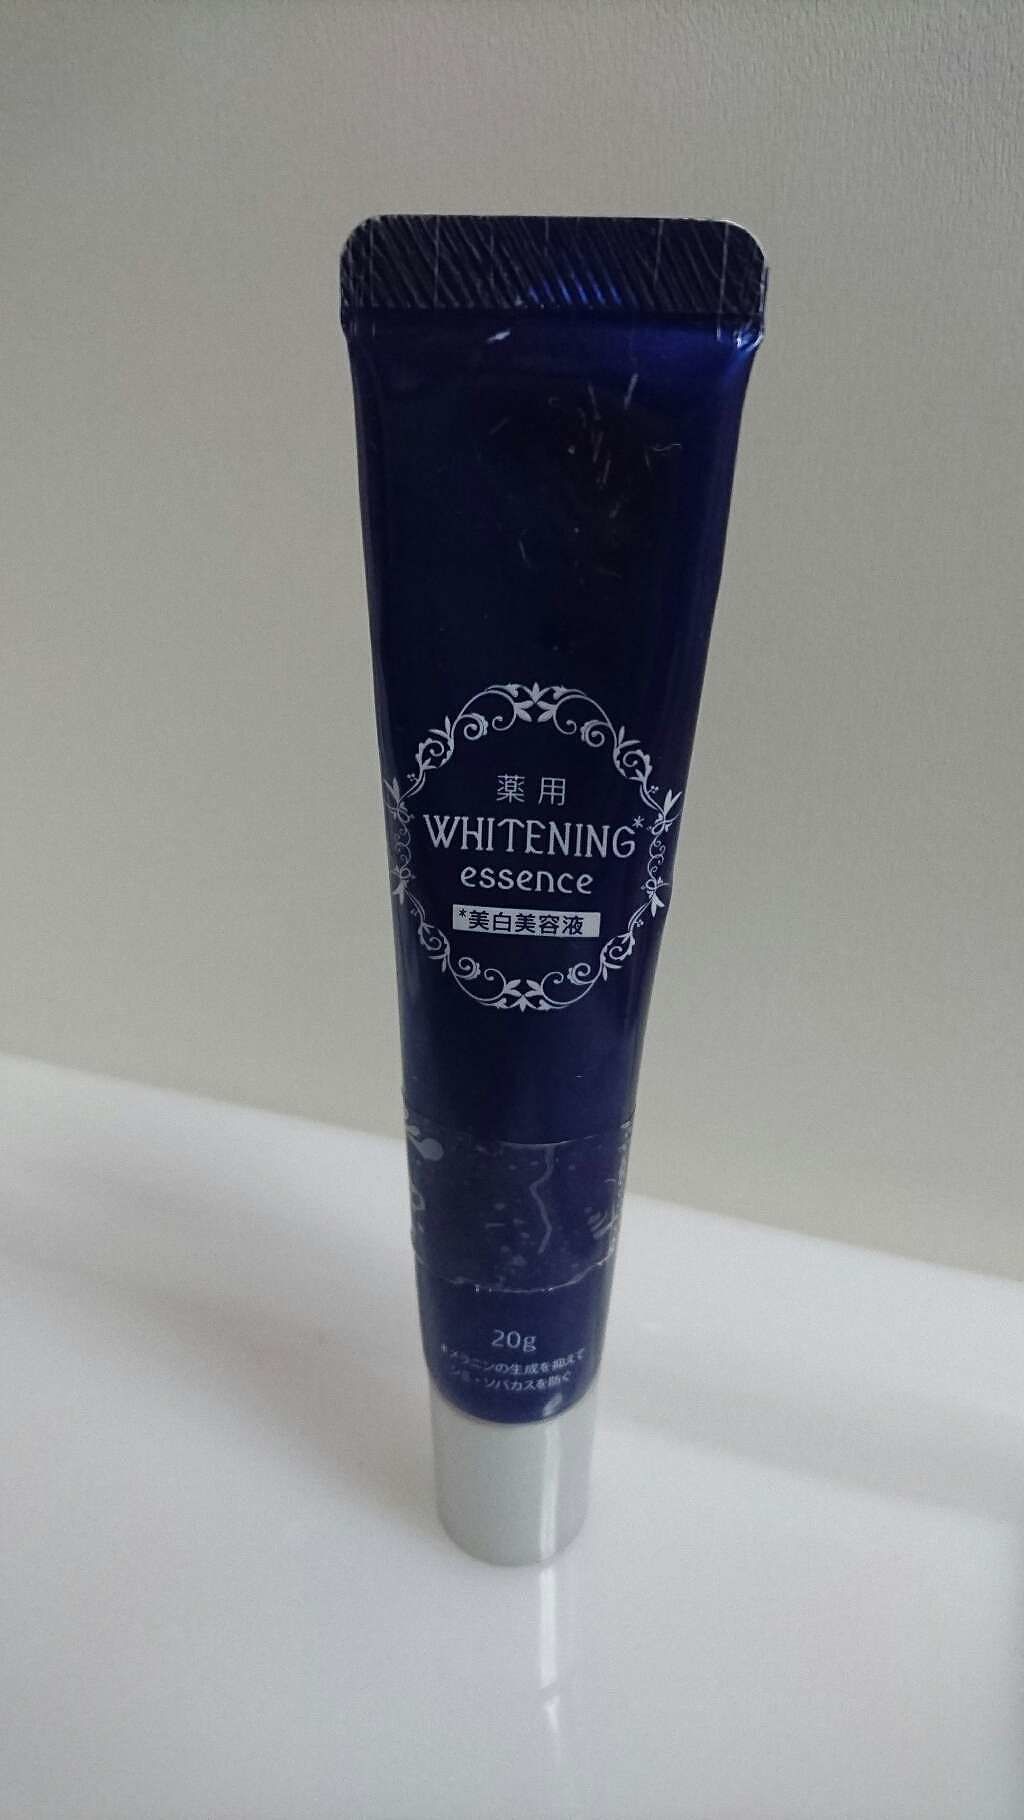 薬用
WHITENING*
essence
*美白美容液
20g
*メラニンの生成を抑えて
シミ・ソバカスを防ぐ